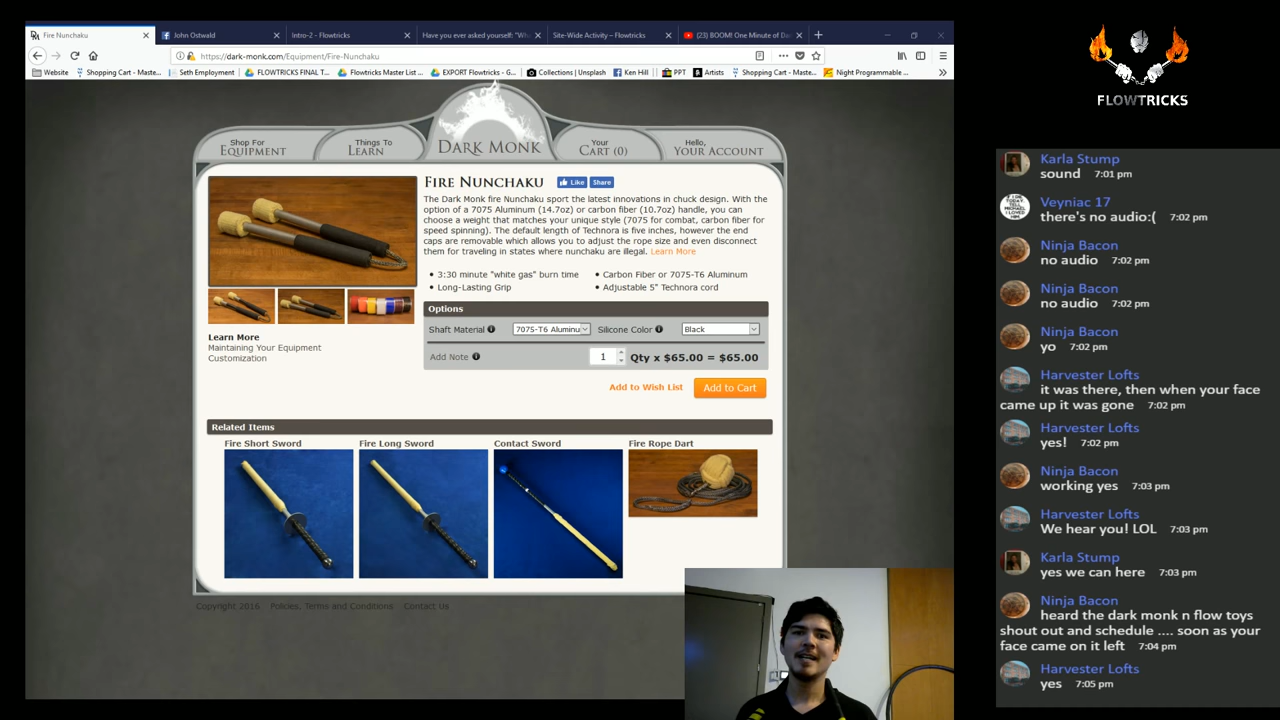 Fire Nunchaku
John Ostwald
Intro-2 - Flowtricks
Have you ever asked yourself: "Wh
Site-Wide Activity – Flowtricks
(23) BOOM! One Minute of Da
https://dark-monk.com/Equipment/Fire-Nunchaku
Website
Shopping Cart - Maste...
Seth Employment
FLOWTRICKS FINAL T...
Flowtricks Master List ...
EXPORT Flowtricks - G...
Collections | Unsplash
Ken Hill
PPT
Artists
Shopping Cart - Maste...
Night Programmable ...
Shop For
EQUIPMENT
Things To
LEARN
DARK MONK
Your
CART (0)
Hello,
YOUR ACCOUNT
FIRE NUNCHAKU
Like
Share
The Dark Monk fire Nunchaku sport the latest innovations in chuck design. With the
option of a 7075 Aluminum (14.7oz) or carbon fiber (10.7oz) handle, you can
choose a weight that matches your unique style (7075 for combat, carbon fiber for
speed spinning). The default length of Technora is five inches, however the end
caps are removable which allows you to adjust the rope size and even disconnect
them for traveling in states where nunchaku are illegal. Learn More
• 3:30 minute "white gas" burn time
• Carbon Fiber or 7075-T6 Aluminum
• Long-Lasting Grip
• Adjustable 5" Technora cord
Options
Shaft Material
7075-T6 Aluminu
Silicone Color
Black
Add Note
1
Qty x $65.00 = $65.00
Add to Wish List
Add to Cart
Learn More
Maintaining Your Equipment
Customization
Related Items
Fire Short Sword
Fire Long Sword
Contact Sword
Fire Rope Dart
Copyright 2016
Policies, Terms and Conditions
Contact Us
FLOWTRICKS
Karla Stump
sound 7:01 pm
Veyniac 17
there's no audio:( 7:02 pm
Ninja Bacon
no audio 7:02 pm
Ninja Bacon
no audio 7:02 pm
Ninja Bacon
yo 7:02 pm
Harvester Lofts
it was there, then when your face
came up it was gone 7:02 pm
Harvester Lofts
yes! 7:02 pm
Ninja Bacon
working yes 7:03 pm
Harvester Lofts
We hear you! LOL 7:03 pm
Karla Stump
yes we can here 7:03 pm
Ninja Bacon
heard the dark monk n flow toys
shout out and schedule .... soon as your
face came on it left 7:04 pm
Harvester Lofts
yes 7:05 pm